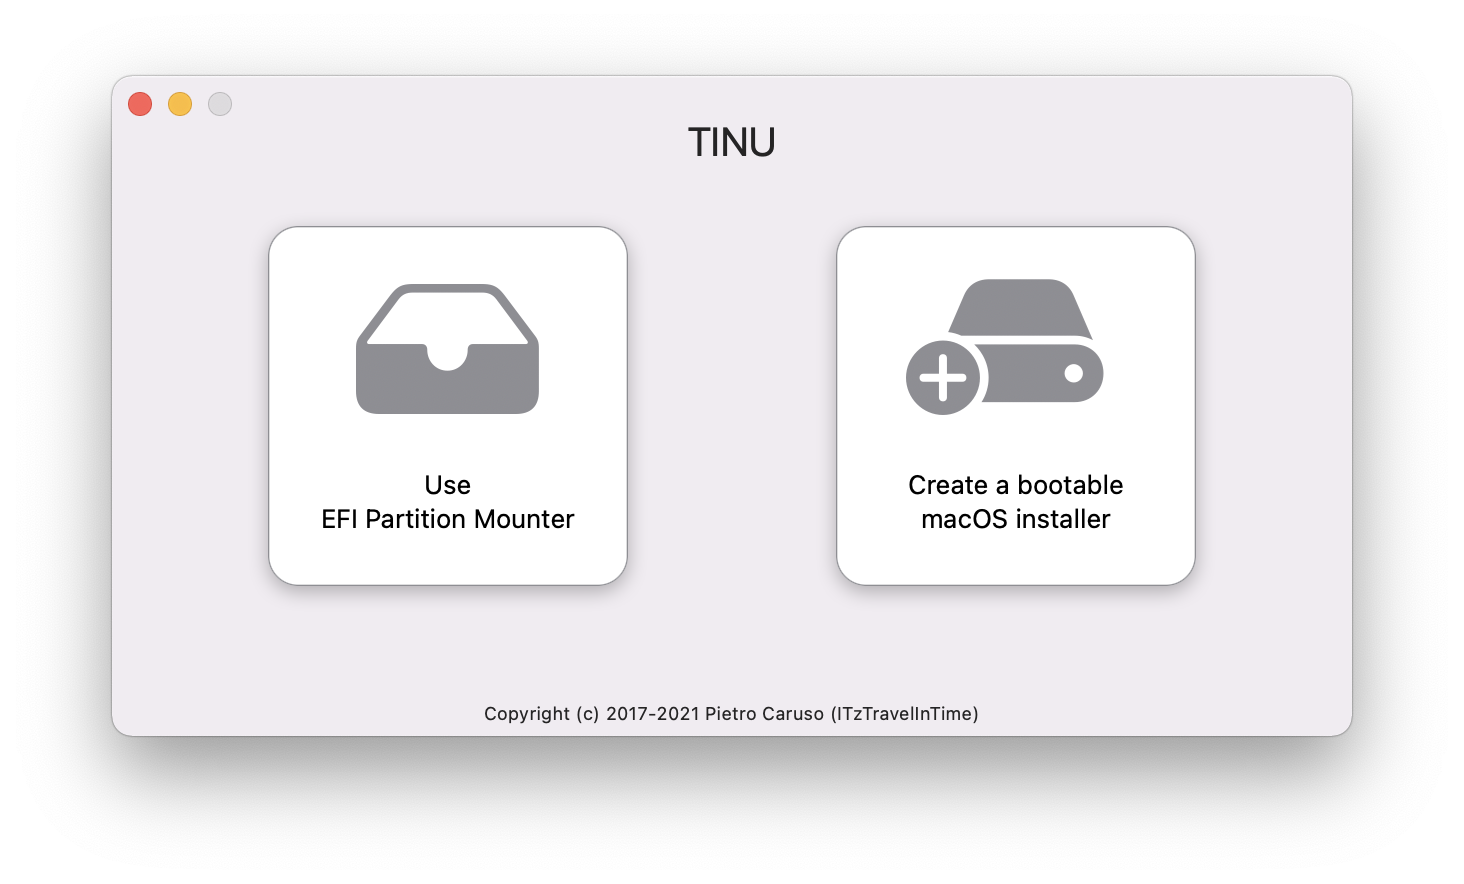 TINU
Use
EFI Partition Mounter
Create a bootable
macOS installer
Copyright (c) 2017-2021 Pietro Caruso (ITzTravelInTime)